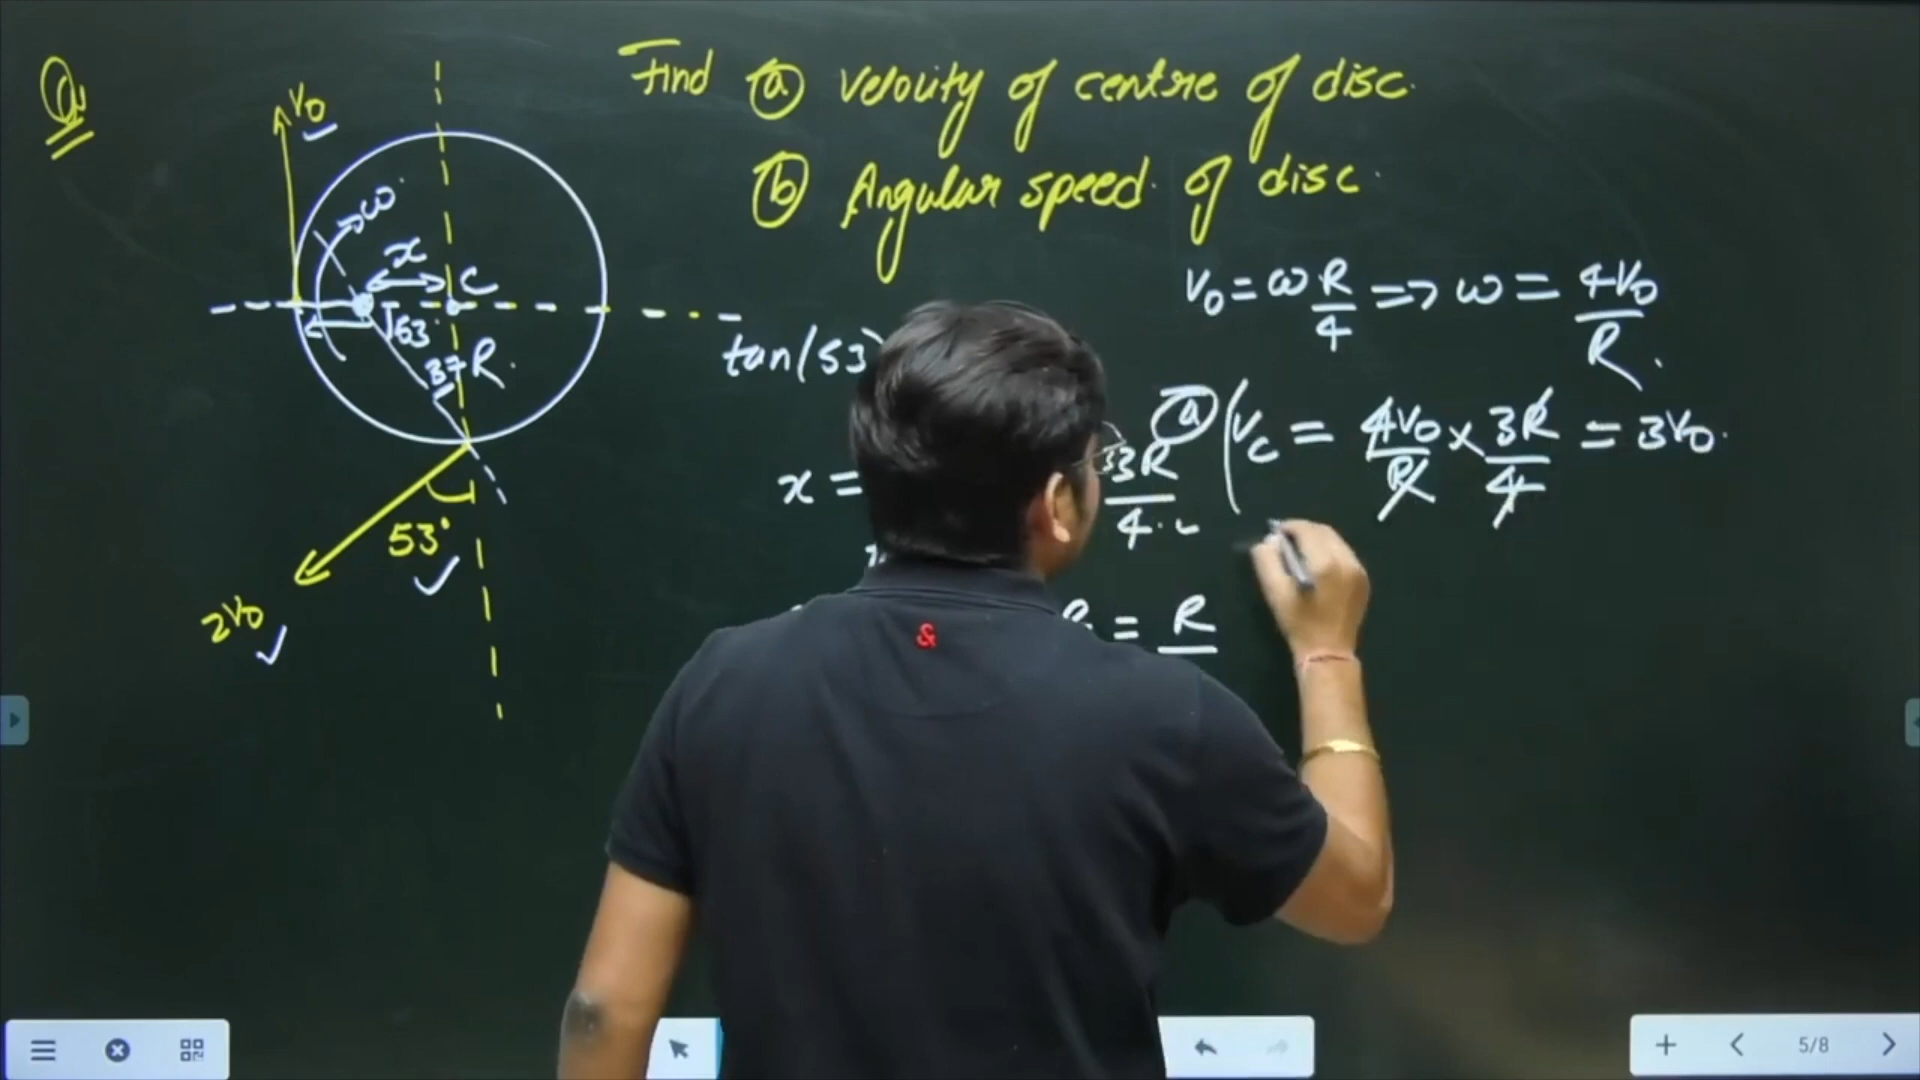 Q
Find (a) velocity of centre of disc.
(b) Angular speed of disc.
V0
ω
x
C
53°
37
R
53°
2V0
V0 = ω R/4 => ω = 4V0/R.
tan(53
(a) Vc = 4V0/R × 3R/4 = 3V0.
x =
3R/4
= R
&
5/8